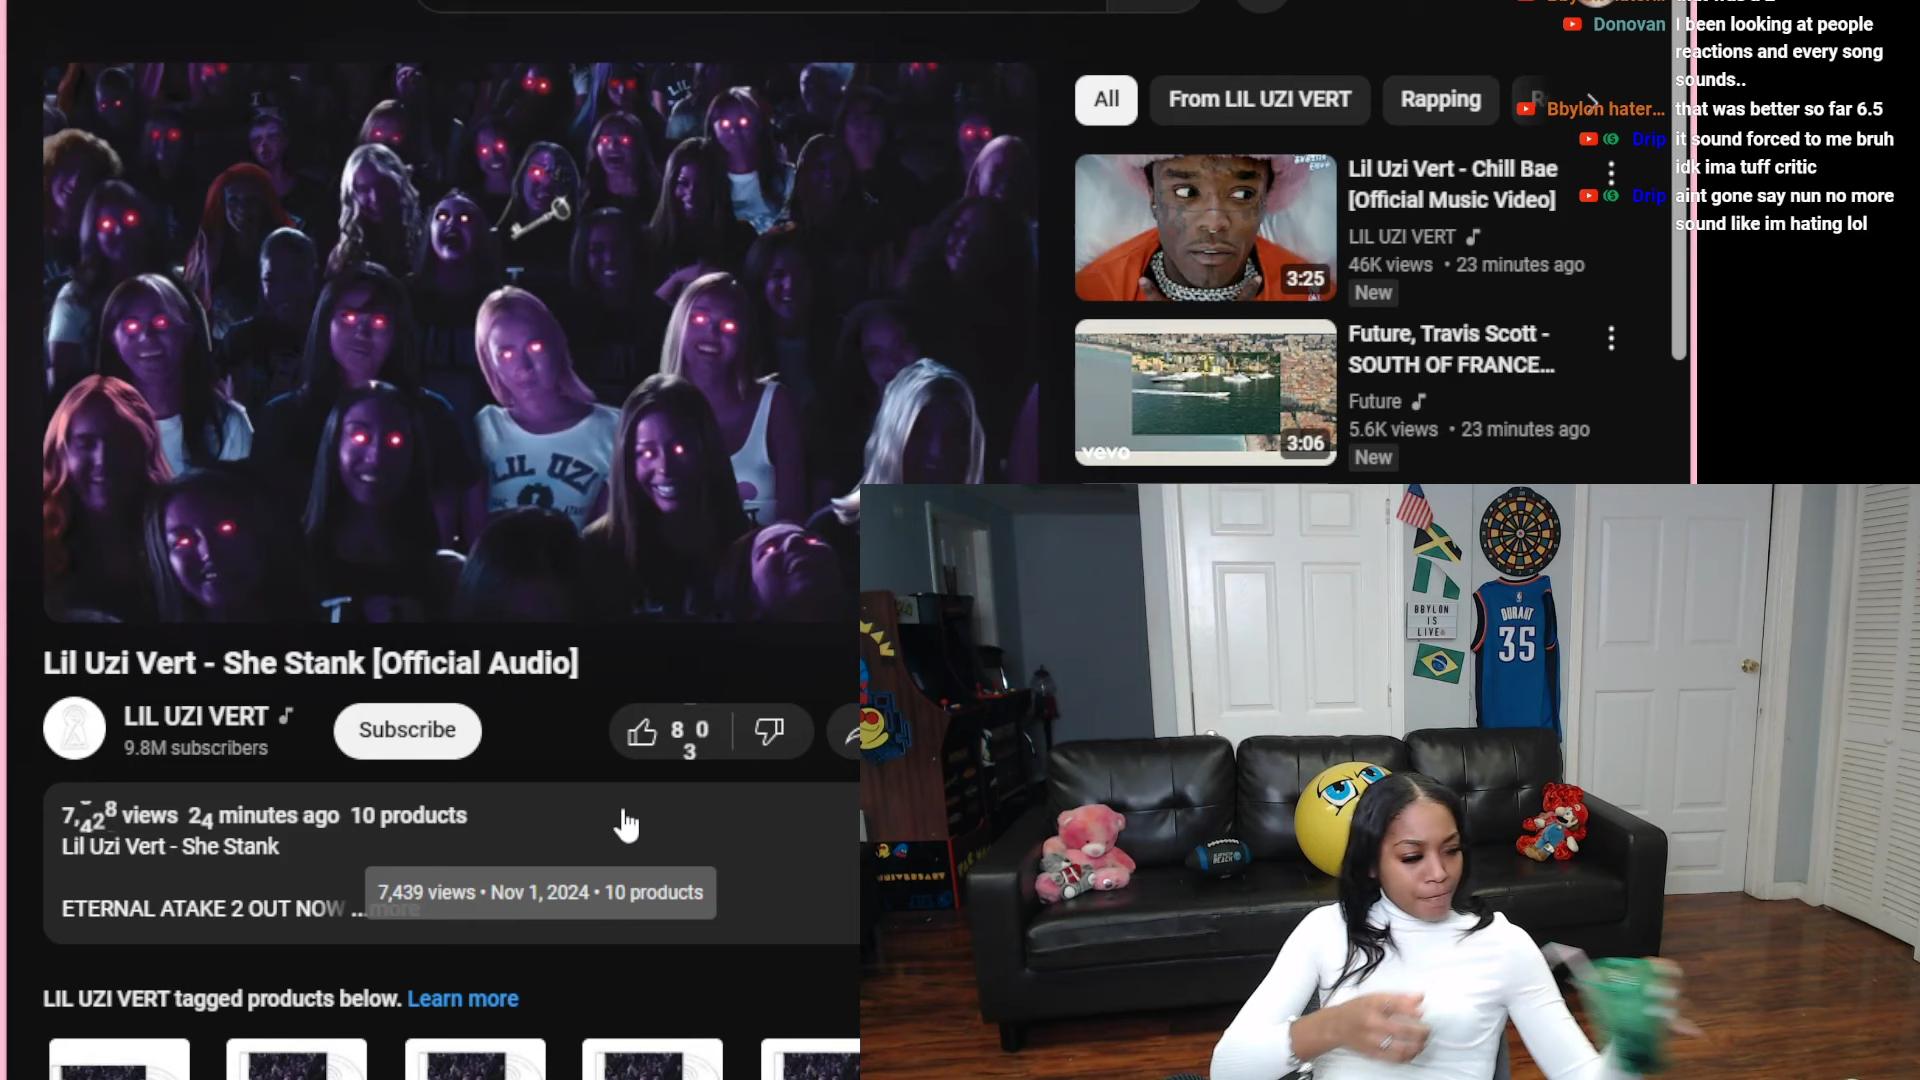 All
From LIL UZI VERT
Rapping
Lil Uzi Vert - Chill Bae
[Official Music Video]
LIL UZI VERT
46K views • 23 minutes ago
New
3:25
Future, Travis Scott -
SOUTH OF FRANCE...
Future
5.6K views • 23 minutes ago
New
3:06
vevo
Donovan I been looking at people
reactions and every song
sounds..
Bbylon hater... that was better so far 6.5
Drip it sound forced to me bruh
idk ima tuff critic
Drip aint gone say nun no more
sound like im hating lol
LIL UZI
Lil Uzi Vert - She Stank [Official Audio]
LIL UZI VERT
9.8M subscribers
Subscribe
views 24 minutes ago 10 products
Lil Uzi Vert - She Stank
7,439 views • Nov 1, 2024 • 10 products
ETERNAL ATAKE 2 OUT NOW ...more
LIL UZI VERT tagged products below. Learn more
BBYLON
IS
LIVE
DURANT
35